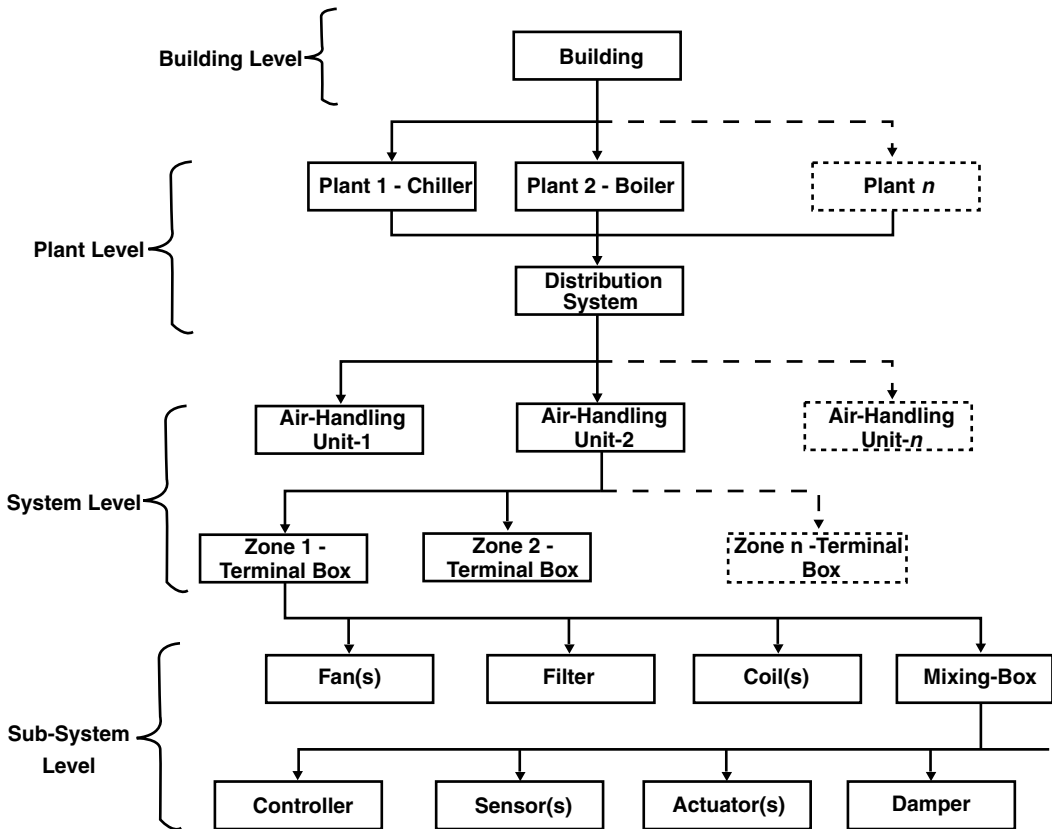 Building Level
Building
Plant 1 - Chiller
Plant 2 - Boiler
Plant n
Plant Level
Distribution
System
Air-Handling
Unit-1
Air-Handling
Unit-2
Air-Handling
Unit-n
System Level
Zone 1 -
Terminal Box
Zone 2 -
Terminal Box
Zone n -Terminal
Box
Fan(s)
Filter
Coil(s)
Mixing-Box
Sub-System
Level
Controller
Sensor(s)
Actuator(s)
Damper